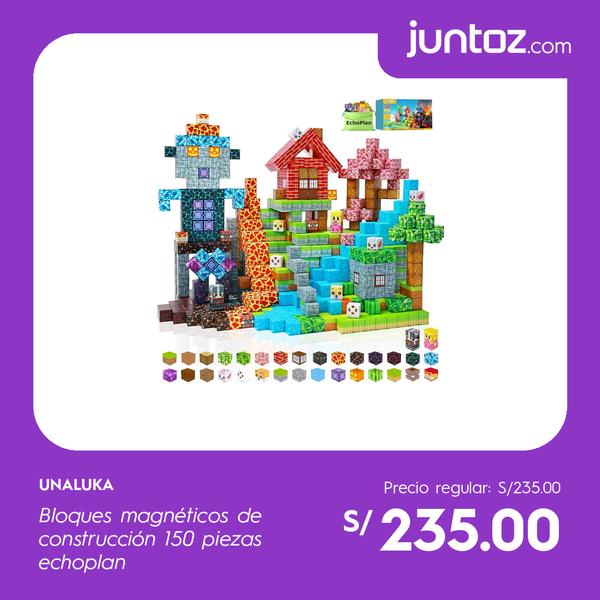 juntoz.com
EchoPlan
UNALUKA
Bloques magnéticos de
construcción 150 piezas
echoplan
Precio regular: S/235.00
S/ 235.00